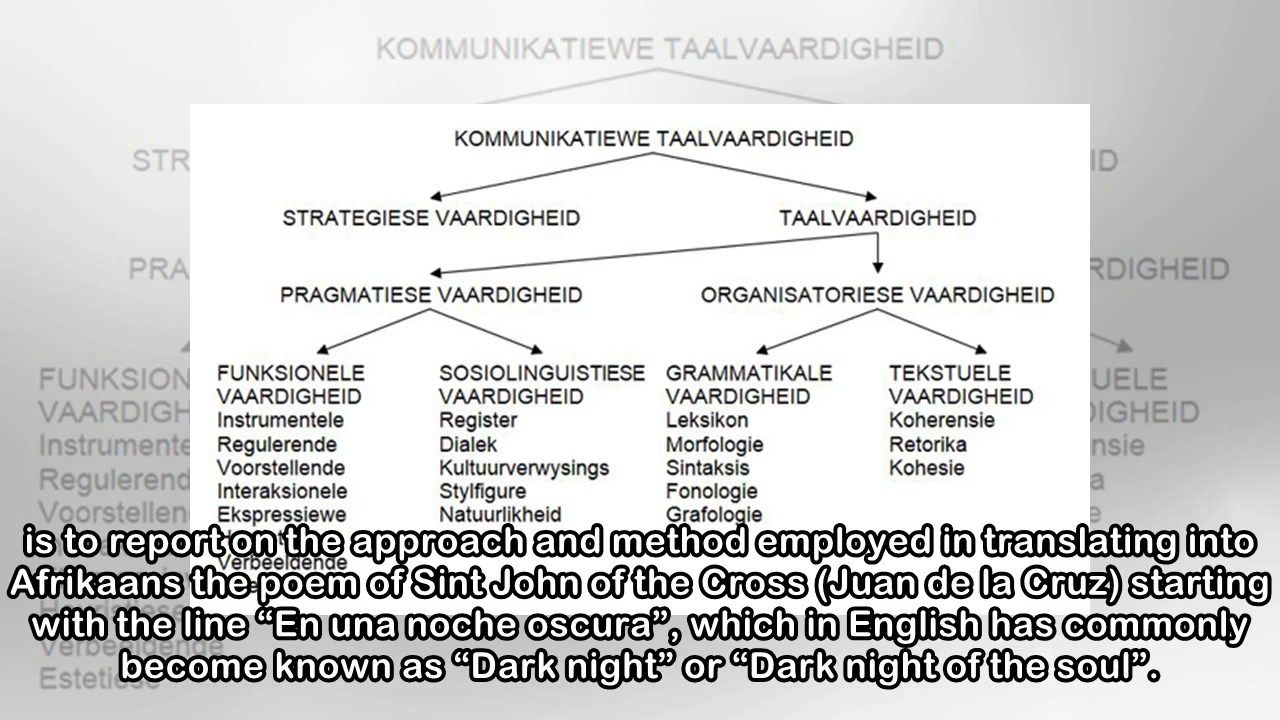 KOMMUNIKATIEWE TAALVAARDIGHEID
KOMMUNIKATIEWE TAALVAARDIGHEID
STRATEGIESE VAARDIGHEID
TAALVAARDIGHEID
PRAGMATIESE VAARDIGHEID
ORGANISATORIESE VAARDIGHEID
FUNKSIONELE
VAARDIGHEID
Instrumentele
Regulerende
Voorstellende
Interaksionele
Ekspressiewe
Verbeeldende
SOSIOLINGUISTIESE
VAARDIGHEID
Register
Dialek
Kultuurverwysings
Stylfigure
Natuurlikheid
GRAMMATIKALE
VAARDIGHEID
Leksikon
Morfologie
Sintaksis
Fonologie
Grafologie
TEKSTUELE
VAARDIGHEID
Koherensie
Retorika
Kohesie
is to report on the approach and method employed in translating into
Afrikaans the poem of Sint John of the Cross (Juan de la Cruz) starting
with the line “En una noche oscura”, which in English has commonly
become known as “Dark night” or “Dark night of the soul”.